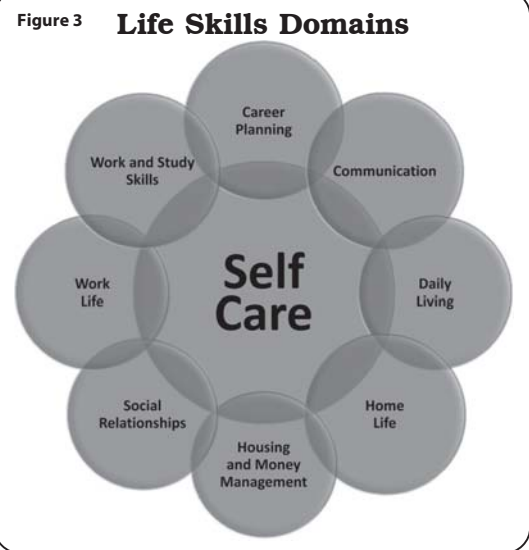 Figure 3
Life Skills Domains
Career
Planning
Communication
Daily
Living
Home
Life
Housing
and Money
Management
Social
Relationships
Work
Life
Work and Study
Skills
Self
Care